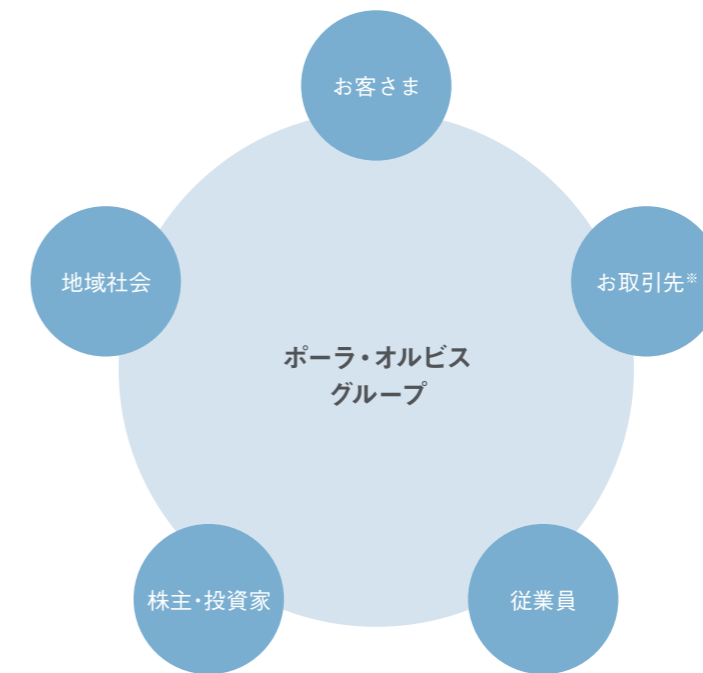 お客さま
地域社会
お取引先※
ポーラ・オルビス
グループ
株主・投資家
従業員